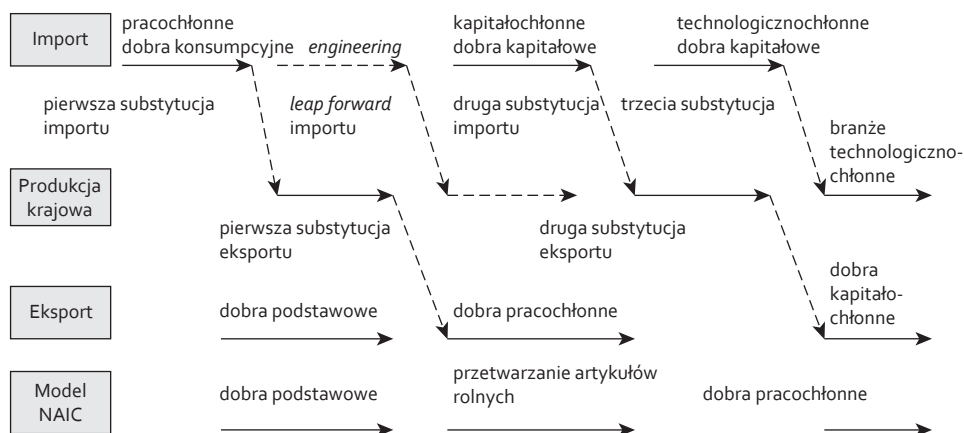 Import
pracochłonne
dobra konsumpcyjne
engineering
kapitałochłonne
dobra kapitałowe
technologicznochłonne
dobra kapitałowe
pierwsza substytucja
importu
leap forward
importu
druga substytucja
importu
trzecia substytucja
branże
technologiczno-
chłonne
Produkcja
krajowa
pierwsza substytucja
eksportu
druga substytucja
eksportu
dobra
kapitało-
chłonne
Eksport
dobra podstawowe
dobra pracochłonne
Model
NAIC
dobra podstawowe
przetwarzanie artykułów
rolnych
dobra pracochłonne